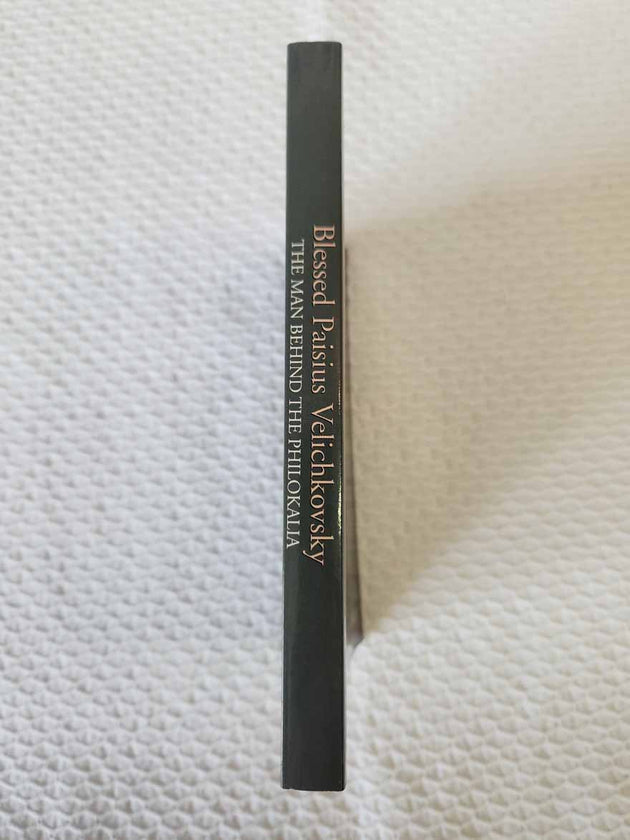 Blessed Paisius Velichkovsky
THE MAN BEHIND THE PHILOKALIA